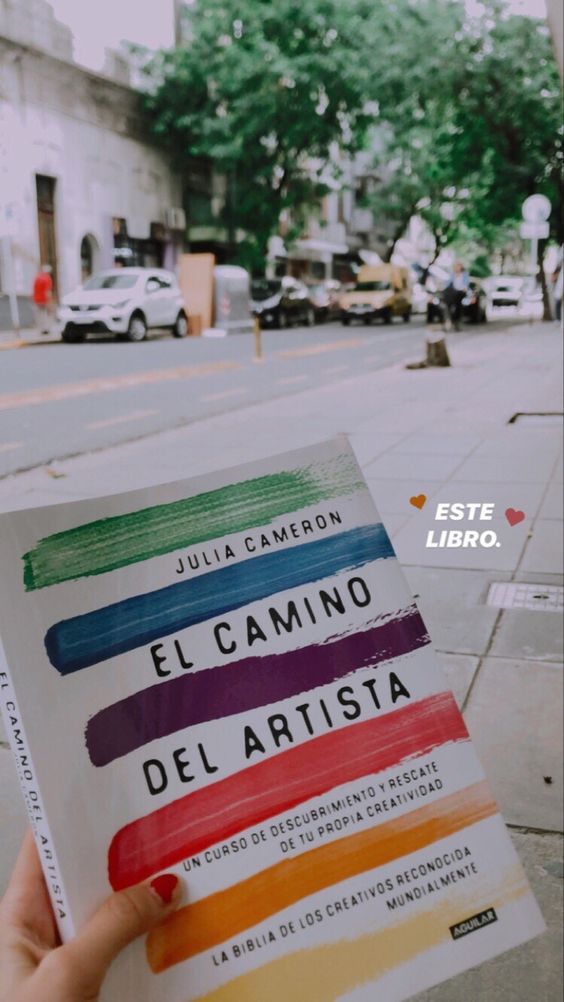 ESTE
LIBRO.
JULIA CAMERON
EL CAMINO
DEL ARTISTA
UN CURSO DE DESCUBRIMIENTO Y RESCATE
DE TU PROPIA CREATIVIDAD
LA BIBLIA DE LOS CREATIVOS RECONOCIDA
MUNDIALMENTE
AGUILAR
EL CAMINO DEL ARTISTA